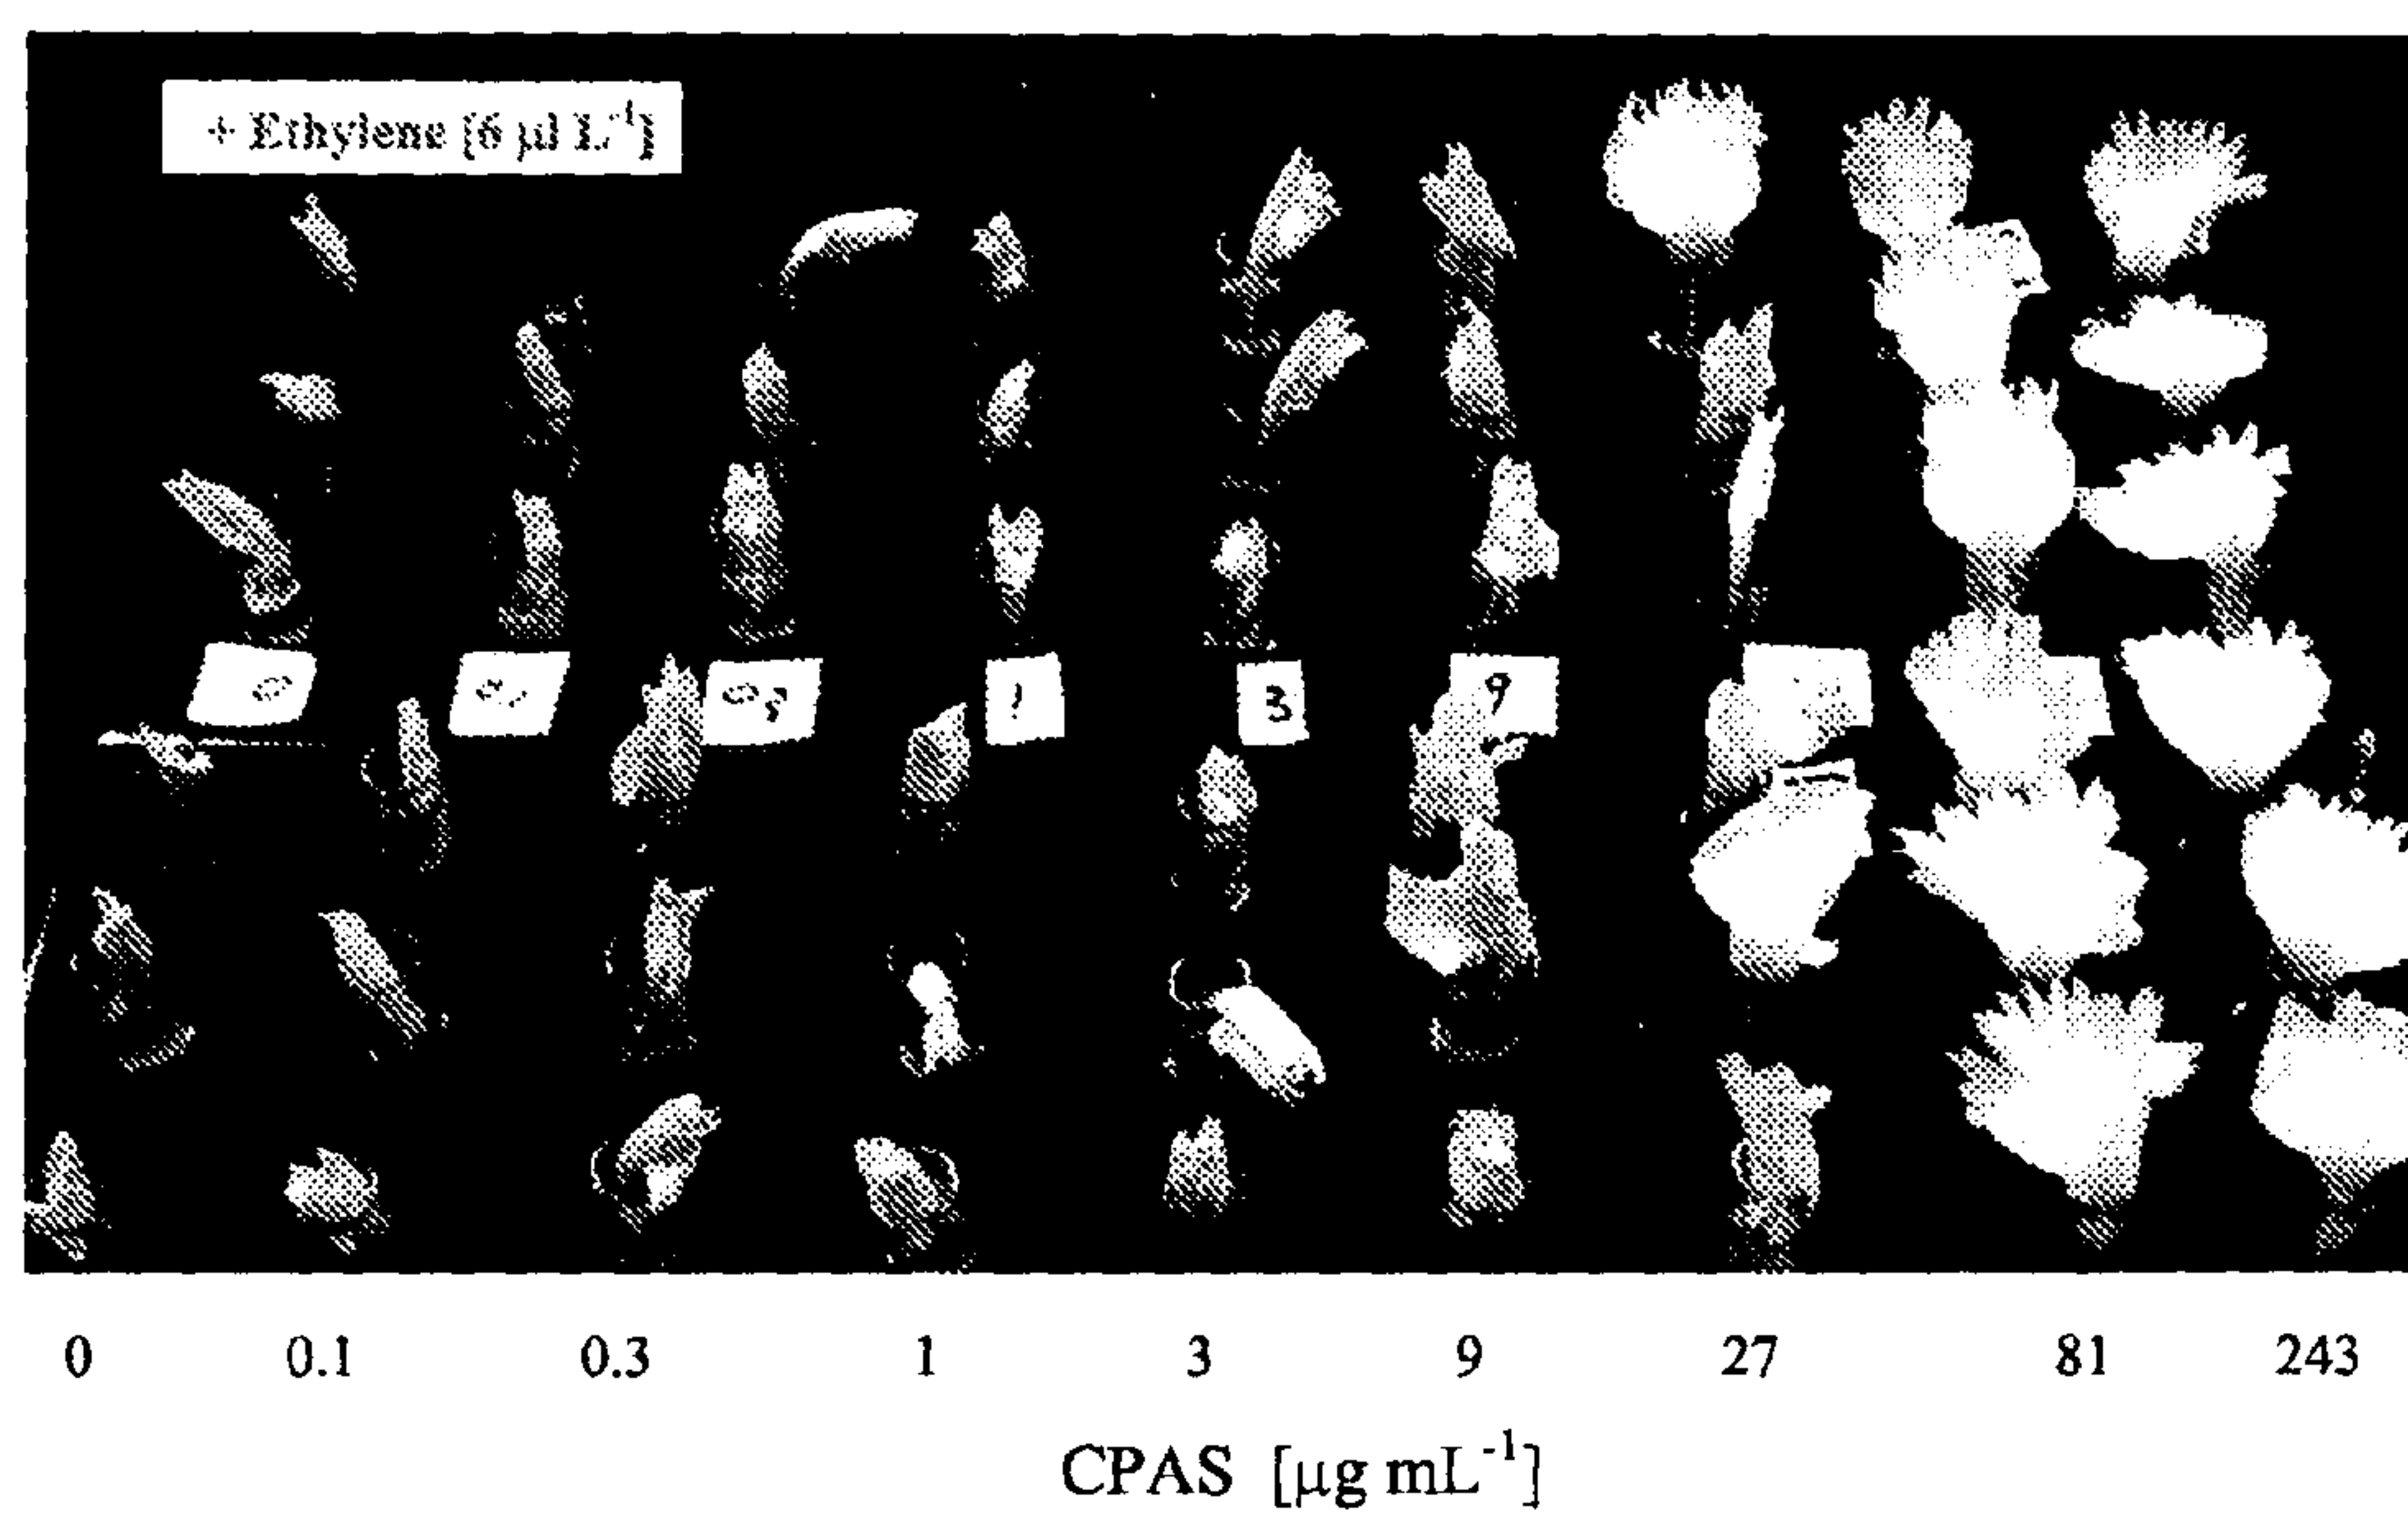 + Ethylene [6 µl L⁻¹]
1
3
9
0 0.1 0.3 1 3 9 27 81 243
CPAS [µg mL⁻¹]